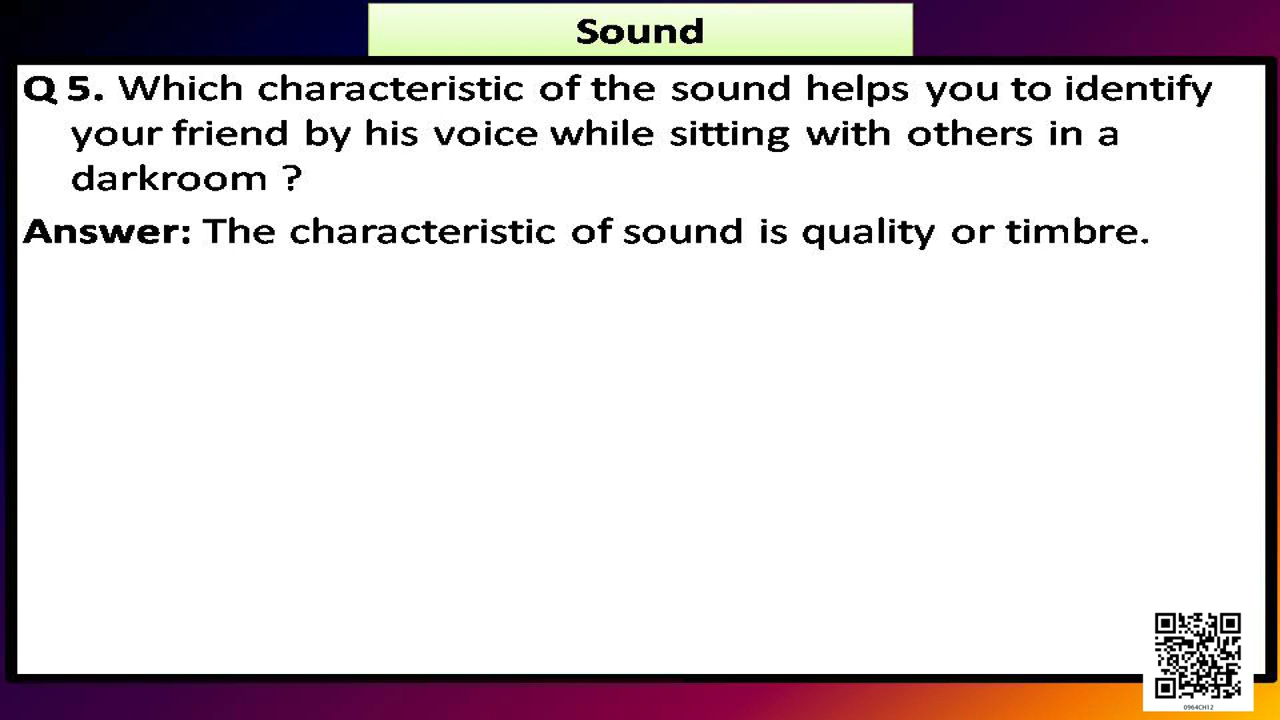 Sound
Q 5. Which characteristic of the sound helps you to identify
your friend by his voice while sitting with others in a
darkroom ?
Answer: The characteristic of sound is quality or timbre.
0964CH12